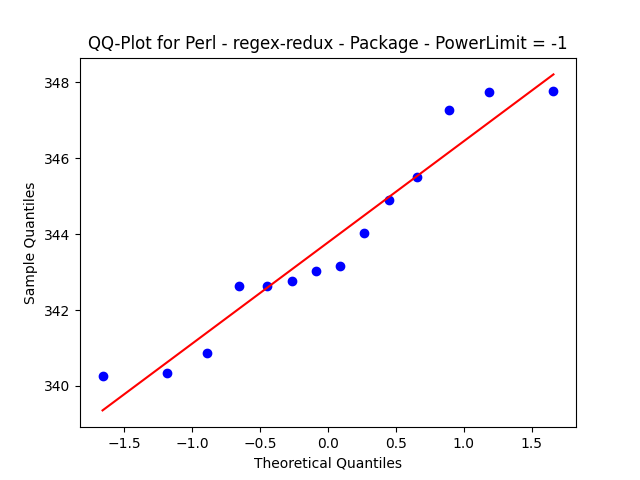 QQ-Plot for Perl - regex-redux - Package - PowerLimit = -1
348
346
344
342
340
Sample Quantiles
−1.5 −1.0 −0.5 0.0 0.5 1.0 1.5
Theoretical Quantiles